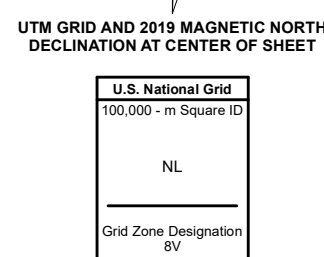 UTM GRID AND 2019 MAGNETIC NORTH
DECLINATION AT CENTER OF SHEET
U.S. National Grid
100,000 - m Square ID
NL
Grid Zone Designation
8V